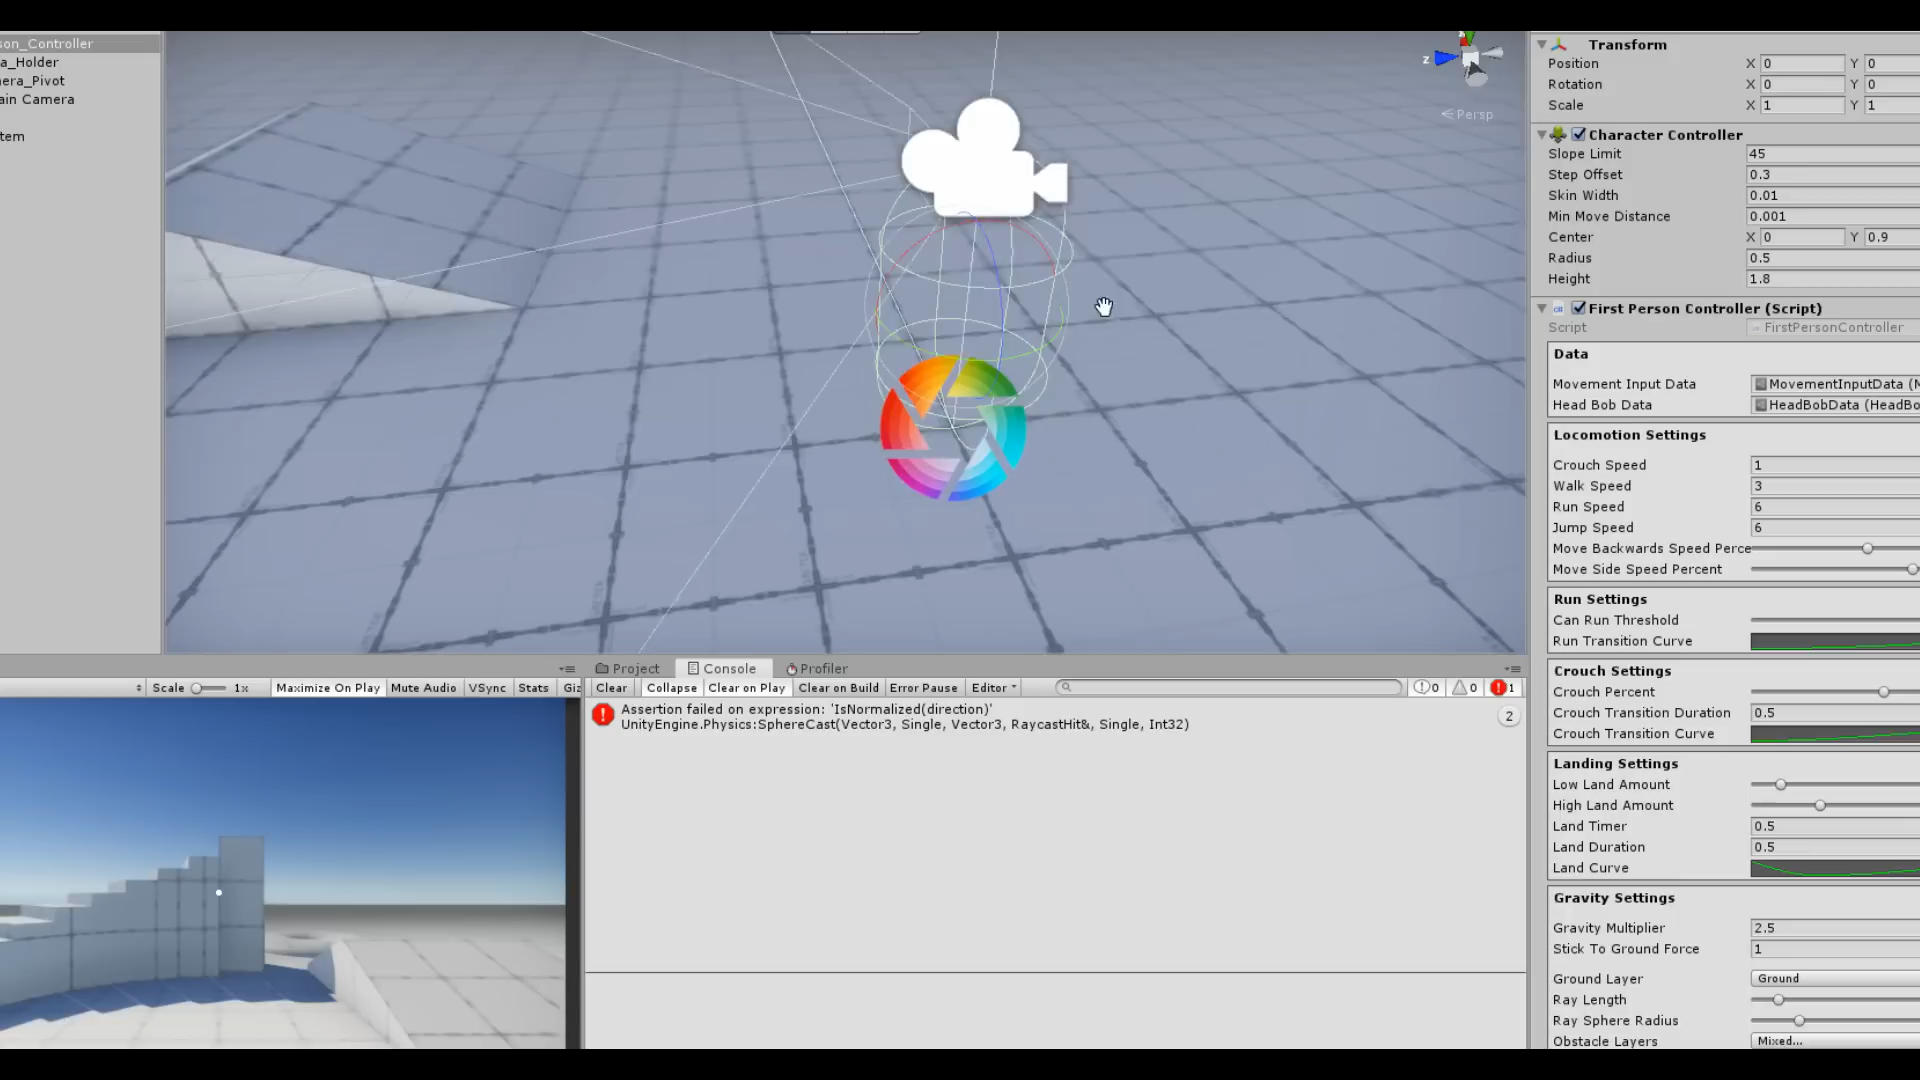 son_Controller
a_Holder
nera_Pivot
ain Camera
tem
z
Persp
Transform
Position X 0 Y 0
Rotation X 0 Y 0
Scale X 1 Y 1
Character Controller
Slope Limit 45
Step Offset 0.3
Skin Width 0.01
Min Move Distance 0.001
Center X 0 Y 0.9
Radius 0.5
Height 1.8
First Person Controller (Script)
Script FirstPersonController
Data
Movement Input Data MovementInputData (M
Head Bob Data HeadBobData (HeadBo
Locomotion Settings
Crouch Speed 1
Walk Speed 3
Run Speed 6
Jump Speed 6
Move Backwards Speed Perce
Move Side Speed Percent
Run Settings
Can Run Threshold
Run Transition Curve
Crouch Settings
Crouch Percent
Crouch Transition Duration 0.5
Crouch Transition Curve
Landing Settings
Low Land Amount
High Land Amount
Land Timer 0.5
Land Duration 0.5
Land Curve
Gravity Settings
Gravity Multiplier 2.5
Stick To Ground Force 1
Ground Layer Ground
Ray Length
Ray Sphere Radius
Obstacle Layers Mixed...
Scale 1x Maximize On Play Mute Audio VSync Stats Giz
Project Console Profiler
Clear Collapse Clear on Play Clear on Build Error Pause Editor 0 0 1
Assertion failed on expression: 'IsNormalized(direction)'
UnityEngine.Physics:SphereCast(Vector3, Single, Vector3, RaycastHit&, Single, Int32)
2